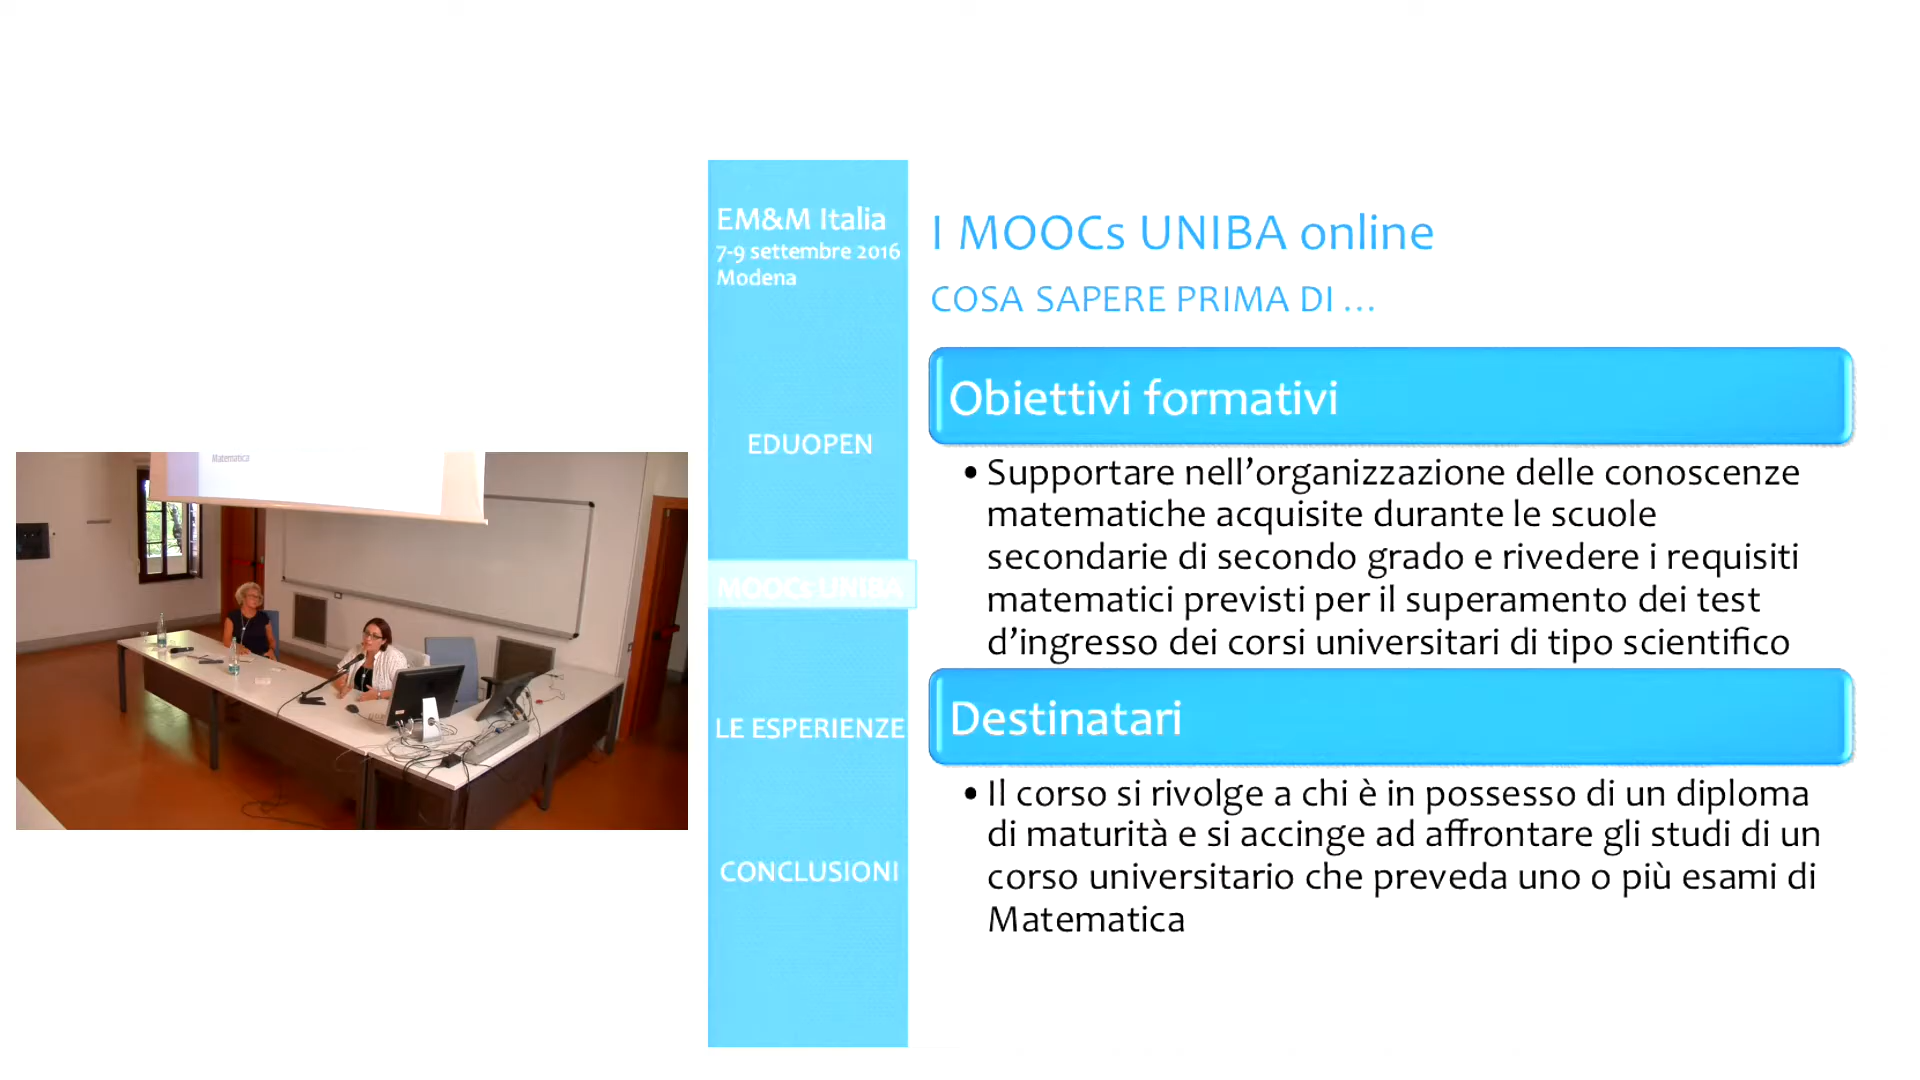 EM&M Italia
7-9 settembre 2016
Modena
EDUOPEN
MOOCs UNIBA
LE ESPERIENZE
CONCLUSIONI
I MOOCs UNIBA online
COSA SAPERE PRIMA DI ...
Obiettivi formativi
• Supportare nell’organizzazione delle conoscenze
matematiche acquisite durante le scuole
secondarie di secondo grado e rivedere i requisiti
matematici previsti per il superamento dei test
d’ingresso dei corsi universitari di tipo scientifico
Destinatari
• Il corso si rivolge a chi è in possesso di un diploma
di maturità e si accinge ad affrontare gli studi di un
corso universitario che preveda uno o più esami di
Matematica
Matematica